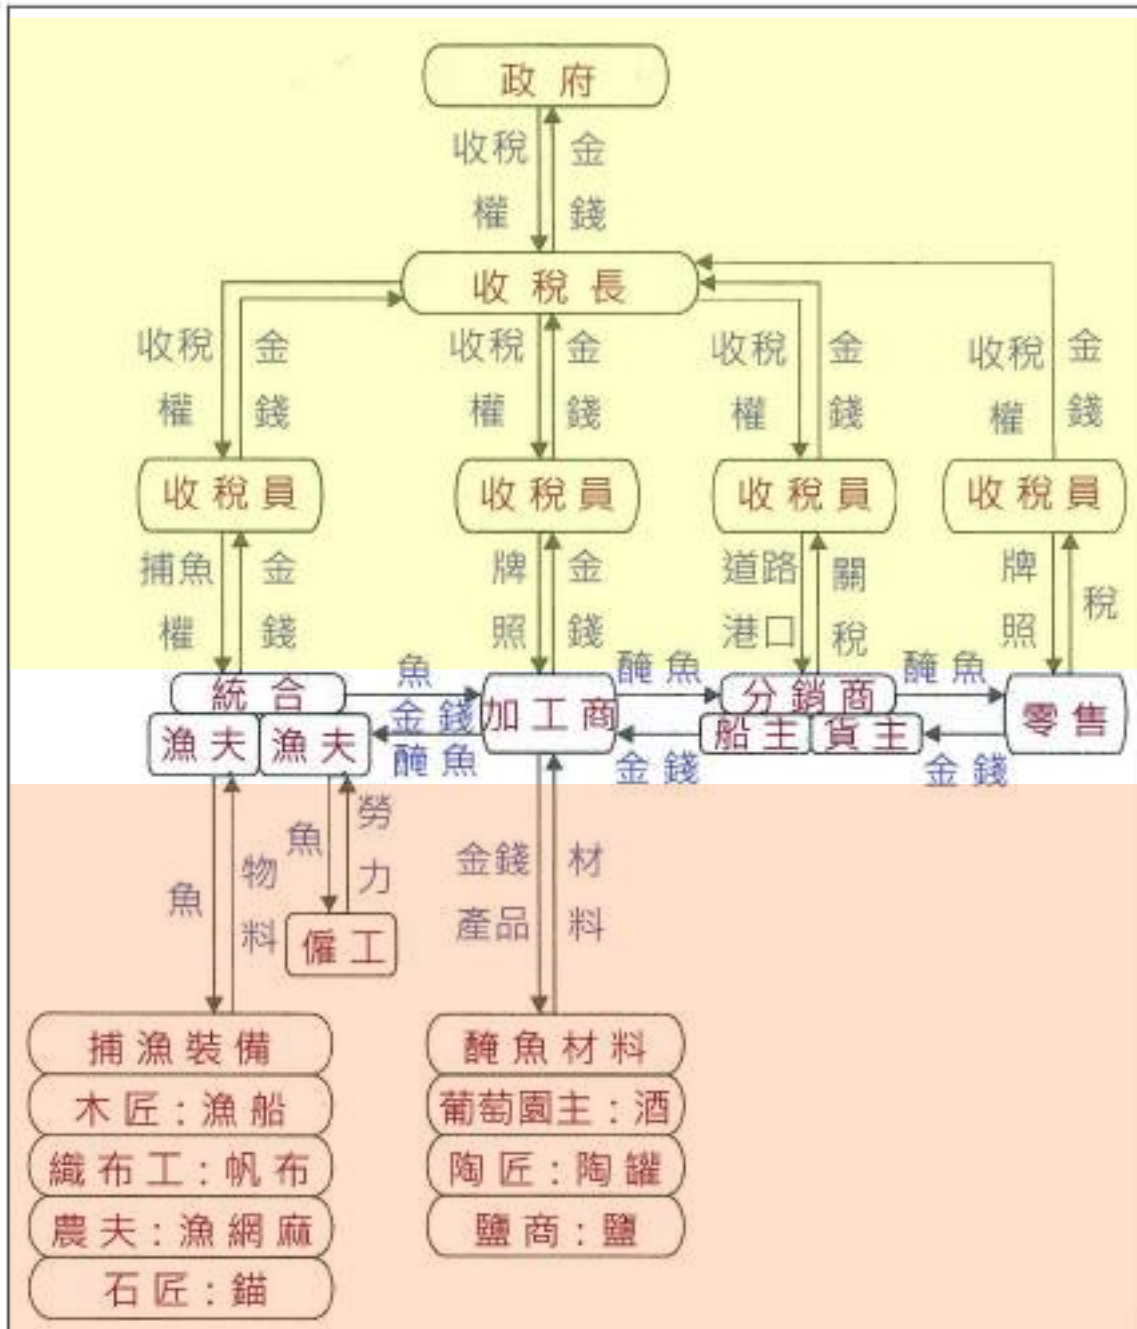 政府
收稅權 金錢
收稅長
收稅權 金錢 收稅權 金錢 收稅權 金錢 收稅權 金錢
收稅員 收稅員 收稅員 收稅員
捕魚權 金錢 牌照 金錢 道路港口 關稅 牌照 稅
統合 魚 加工商 醃魚 分銷商 醃魚 零售
漁夫 漁夫 金錢 醃魚 金錢 船主 貨主 金錢
魚 物料 魚 勞力 金錢產品 材料
僱工
捕漁裝備
木匠:漁船
織布工:帆布
農夫:漁網麻
石匠:錨
醃魚材料
葡萄園主:酒
陶匠:陶罐
鹽商:鹽